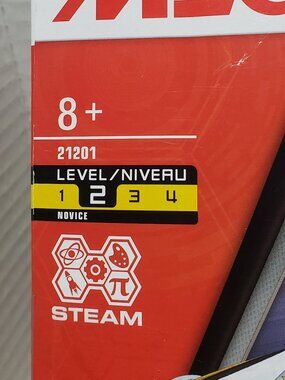 8+
21201
LEVEL/NIVEAU
1 2 3 4
NOVICE
π
STEAM